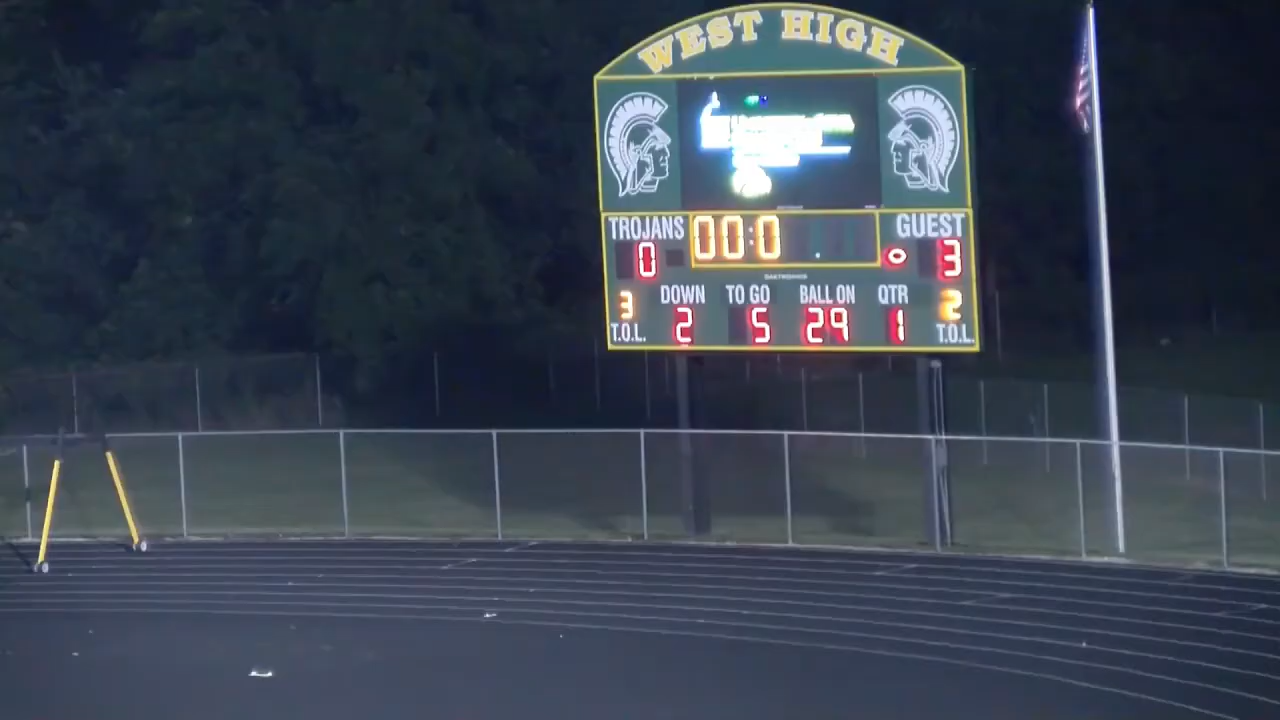 WEST HIGH
TROJANS 00:0 GUEST
0 3
DAKTRONICS
DOWN TO GO BALL ON QTR
3 2 5 29 1 2
T.O.L. T.O.L.